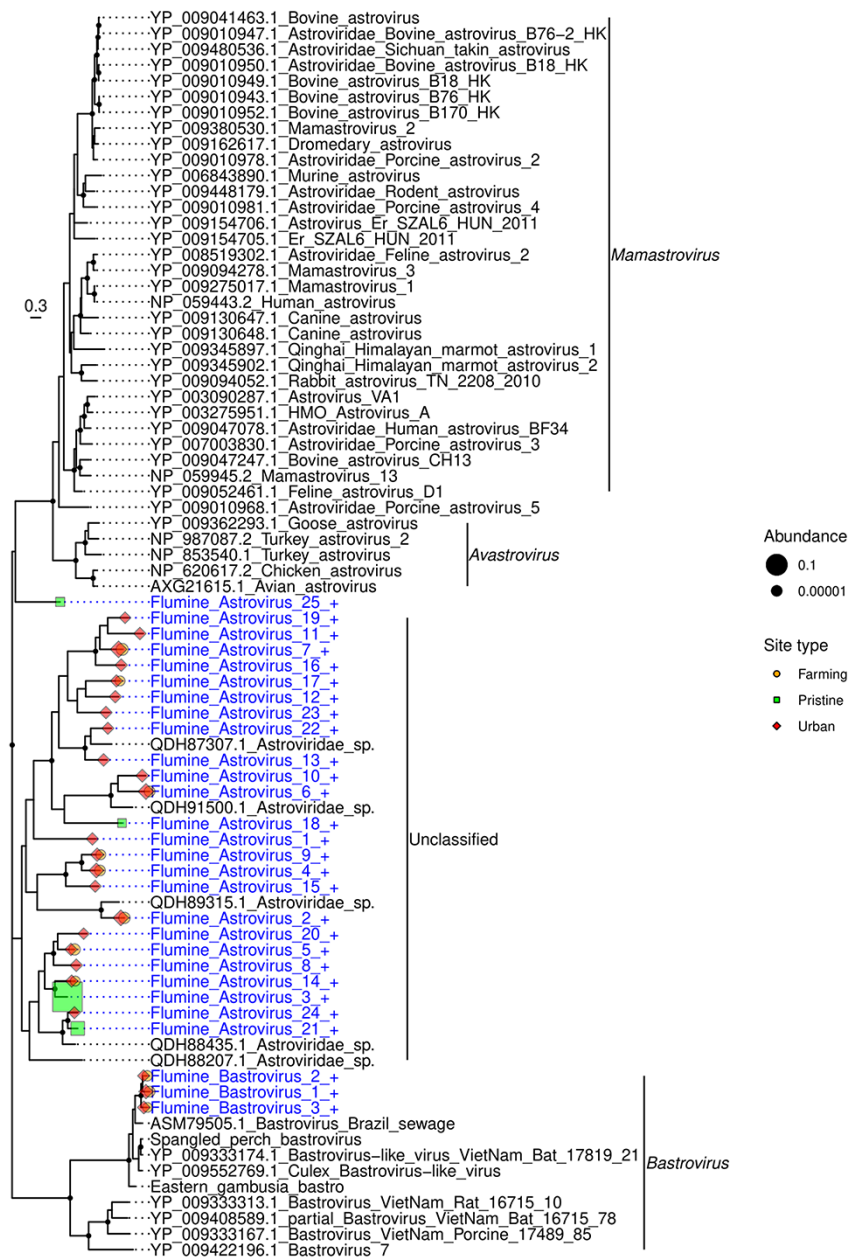 YP_009041463.1_Bovine_astrovirus
YP_009010947.1_Astroviridae_Bovine_astrovirus_B76-2_HK
YP_009480536.1_Astroviridae_Sichuan_takin_astrovirus
YP_009010950.1_Astroviridae_Bovine_astrovirus_B18_HK
YP_009010949.1_Bovine_astrovirus_B18_HK
YP_009010943.1_Bovine_astrovirus_B76_HK
YP_009010952.1_Bovine_astrovirus_B170_HK
YP_009380530.1_Mamastrovirus_2
YP_009162617.1_Dromedary_astrovirus
YP_009010978.1_Astroviridae_Porcine_astrovirus_2
YP_006843890.1_Murine_astrovirus
YP_009448179.1_Astroviridae_Rodent_astrovirus
YP_009010981.1_Astroviridae_Porcine_astrovirus_4
YP_009154706.1_Astrovirus_Er_SZAL6_HUN_2011
YP_009154705.1_Er_SZAL6_HUN_2011
YP_008519302.1_Astroviridae_Feline_astrovirus_2
Mamastrovirus
YP_009094278.1_Mamastrovirus_3
YP_009275017.1_Mamastrovirus_1
NP_059443.2_Human_astrovirus
0.3
YP_009130647.1_Canine_astrovirus
YP_009130648.1_Canine_astrovirus
YP_009345897.1_Qinghai_Himalayan_marmot_astrovirus_1
YP_009345902.1_Qinghai_Himalayan_marmot_astrovirus_2
YP_009094052.1_Rabbit_astrovirus_TN_2208_2010
YP_003090287.1_Astrovirus_VA1
YP_003275951.1_HMO_Astrovirus_A
YP_009047078.1_Astroviridae_Human_astrovirus_BF34
YP_007003830.1_Astroviridae_Porcine_astrovirus_3
YP_009047247.1_Bovine_astrovirus_CH13
NP_059945.2_Mamastrovirus_13
YP_009052461.1_Feline_astrovirus_D1
YP_009010968.1_Astroviridae_Porcine_astrovirus_5
YP_009362293.1_Goose_astrovirus
NP_987087.2_Turkey_astrovirus_2
NP_853540.1_Turkey_astrovirus
Avastrovirus
NP_620617.2_Chicken_astrovirus
AXG21615.1_Avian_astrovirus
Flumine_Astrovirus_25_+
Flumine_Astrovirus_19_+
Flumine_Astrovirus_11_+
Flumine_Astrovirus_7_+
Flumine_Astrovirus_16_+
Flumine_Astrovirus_17_+
Flumine_Astrovirus_12_+
Flumine_Astrovirus_23_+
Flumine_Astrovirus_22_+
QDH87307.1_Astroviridae_sp.
Flumine_Astrovirus_13_+
Flumine_Astrovirus_10_+
Flumine_Astrovirus_6_+
QDH91500.1_Astroviridae_sp.
Flumine_Astrovirus_18_+
Flumine_Astrovirus_1_+
Unclassified
Flumine_Astrovirus_9_+
Flumine_Astrovirus_4_+
Flumine_Astrovirus_15_+
QDH89315.1_Astroviridae_sp.
Flumine_Astrovirus_2_+
Flumine_Astrovirus_20_+
Flumine_Astrovirus_5_+
Flumine_Astrovirus_8_+
Flumine_Astrovirus_14_+
Flumine_Astrovirus_3_+
Flumine_Astrovirus_24_+
Flumine_Astrovirus_21_+
QDH88435.1_Astroviridae_sp.
QDH88207.1_Astroviridae_sp.
Flumine_Bastrovirus_2_+
Flumine_Bastrovirus_1_+
Flumine_Bastrovirus_3_+
ASM79505.1_Bastrovirus_Brazil_sewage
Spangled_perch_bastrovirus
YP_009333174.1_Bastrovirus-like_virus_VietNam_Bat_17819_21
Bastrovirus
YP_009552769.1_Culex_Bastrovirus-like_virus
Eastern_gambusia_bastro
YP_009333313.1_Bastrovirus_VietNam_Rat_16715_10
YP_009408589.1_partial_Bastrovirus_VietNam_Bat_16715_78
YP_009333167.1_Bastrovirus_VietNam_Porcine_17489_85
YP_009422196.1_Bastrovirus_7
Abundance
0.1
0.00001
Site type
Farming
Pristine
Urban